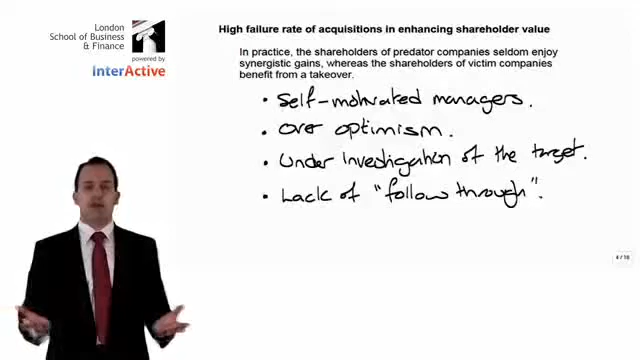 London
School of Business
& Finance
powered by
InterActive
High failure rate of acquisitions in enhancing shareholder value
In practice, the shareholders of predator companies seldom enjoy
synergistic gains, whereas the shareholders of victim companies
benefit from a takeover.
• Self-motivated managers.
• Over optimism.
• Under investigation of the target.
• Lack of "follow through".
4 / 10